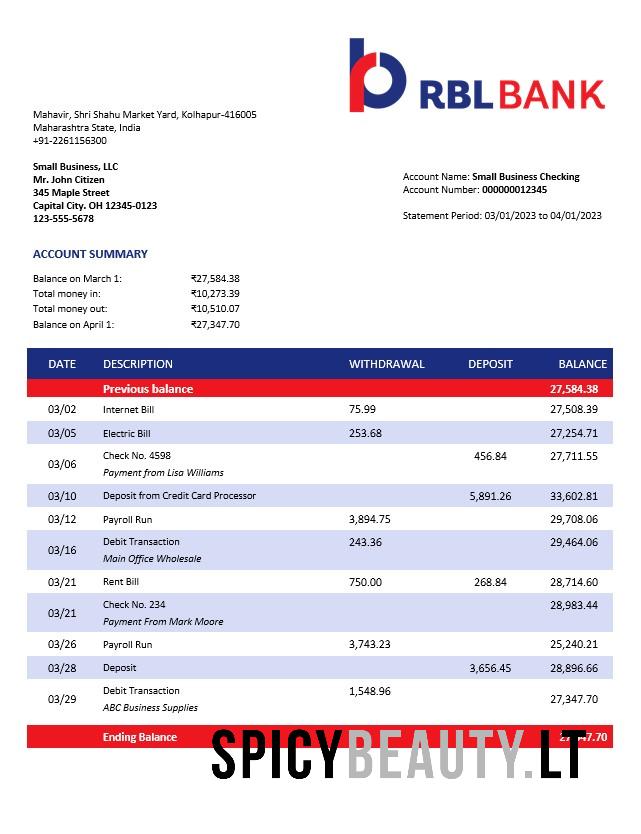 RBL BANK
Mahavir, Shri Shahu Market Yard, Kolhapur-416005
Maharashtra State, India
+91-2261156300
Small Business, LLC
Mr. John Citizen
345 Maple Street
Capital City. OH 12345-0123
123-555-5678
Account Name: Small Business Checking
Account Number: 000000012345
Statement Period: 03/01/2023 to 04/01/2023
ACCOUNT SUMMARY
Balance on March 1: ₹27,584.38
Total money in: ₹10,273.39
Total money out: ₹10,510.07
Balance on April 1: ₹27,347.70
DATE DESCRIPTION WITHDRAWAL DEPOSIT BALANCE
Previous balance 27,584.38
03/02 Internet Bill 75.99 27,508.39
03/05 Electric Bill 253.68 27,254.71
03/06 Check No. 4598 456.84 27,711.55
Payment from Lisa Williams
03/10 Deposit from Credit Card Processor 5,891.26 33,602.81
03/12 Payroll Run 3,894.75 29,708.06
03/16 Debit Transaction 243.36 29,464.06
Main Office Wholesale
03/21 Rent Bill 750.00 268.84 28,714.60
03/21 Check No. 234 28,983.44
Payment From Mark Moore
03/26 Payroll Run 3,743.23 25,240.21
03/28 Deposit 3,656.45 28,896.66
03/29 Debit Transaction 1,548.96 27,347.70
ABC Business Supplies
Ending Balance
SPICYBEAUTY.LT